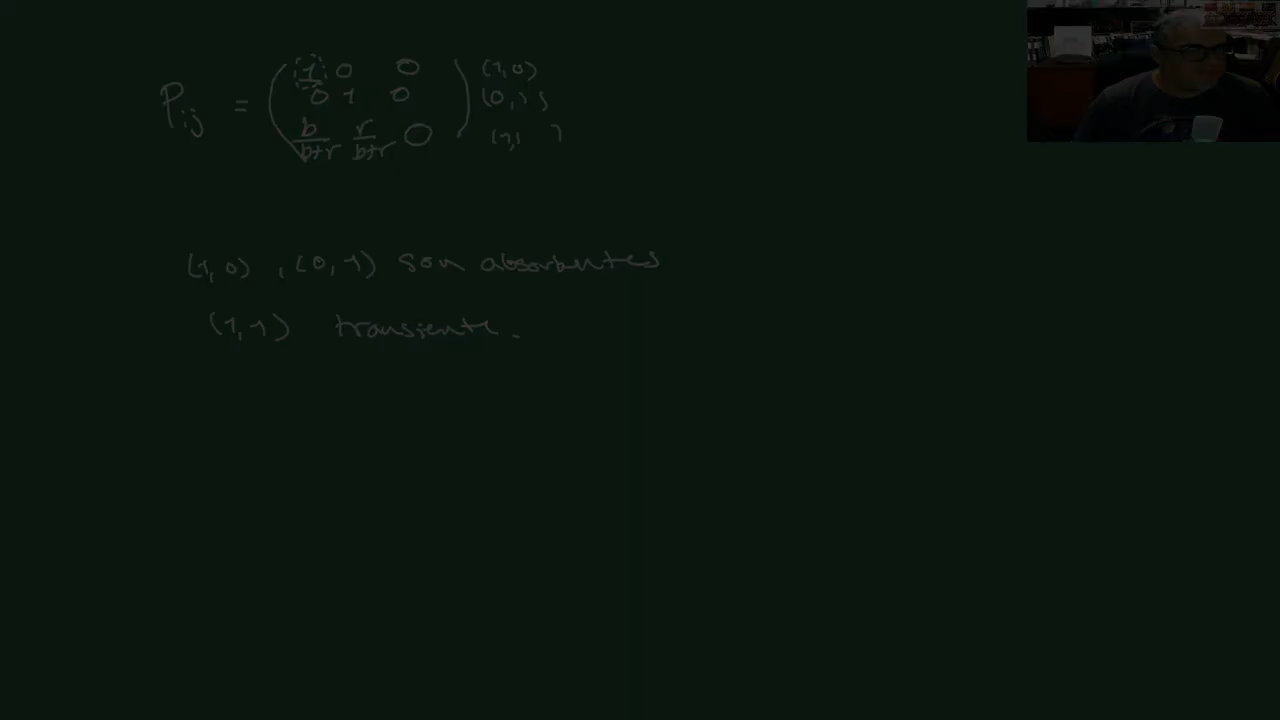 P_ij = ( 1 0 0 ) (1,0)
0 1 0 (0, )
b/(b+r) r/(b+r) 0 (1,1 )
(1,0) , (0,1) son absorbentes
(1,1) transiente.